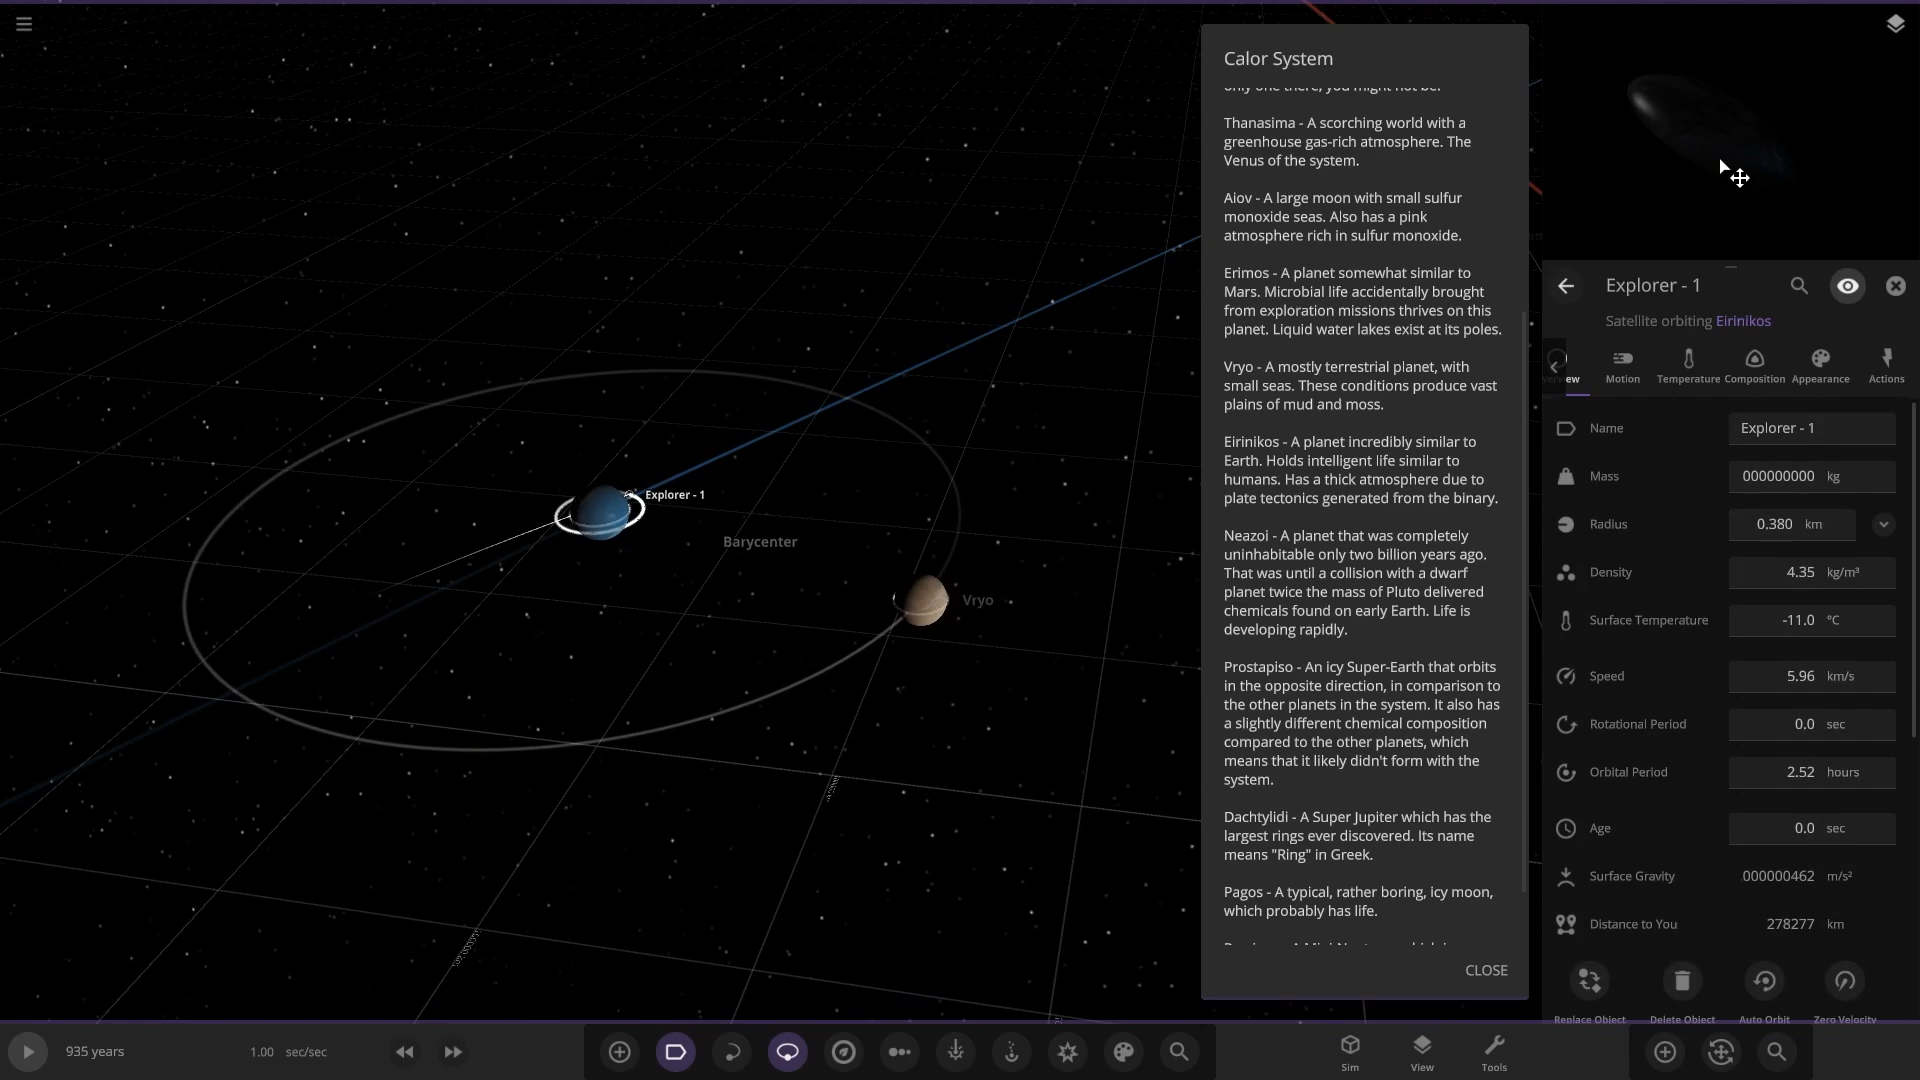 Calor System
only one there, you might not be.
Thanasima - A scorching world with a
greenhouse gas-rich atmosphere. The
Venus of the system.
Aiov - A large moon with small sulfur
monoxide seas. Also has a pink
atmosphere rich in sulfur monoxide.
Erimos - A planet somewhat similar to
Mars. Microbial life accidentally brought
from exploration missions thrives on this
planet. Liquid water lakes exist at its poles.
Vryo - A mostly terrestrial planet, with
small seas. These conditions produce vast
plains of mud and moss.
Eirinikos - A planet incredibly similar to
Earth. Holds intelligent life similar to
humans. Has a thick atmosphere due to
plate tectonics generated from the binary.
Neazoi - A planet that was completely
uninhabitable only two billion years ago.
That was until a collision with a dwarf
planet twice the mass of Pluto delivered
chemicals found on early Earth. Life is
developing rapidly.
Prostapiso - An icy Super-Earth that orbits
in the opposite direction, in comparison to
the other planets in the system. It also has
a slightly different chemical composition
compared to the other planets, which
means that it likely didn't form with the
system.
Dachtylidi - A Super Jupiter which has the
largest rings ever discovered. Its name
means "Ring" in Greek.
Pagos - A typical, rather boring, icy moon,
which probably has life.
CLOSE
Explorer - 1
Barycenter
Vryo
Explorer - 1
Satellite orbiting Eirinikos
Motion Temperature Composition Appearance Actions
Name Explorer - 1
Mass 000000000 kg
Radius 0.380 km
Density 4.35 kg/m³
Surface Temperature -11.0 °C
Speed 5.96 km/s
Rotational Period 0.0 sec
Orbital Period 2.52 hours
Age 0.0 sec
Surface Gravity 000000462 m/s²
Distance to You 278277 km
Replace Object Delete Object Auto Orbit Zero Velocity
935 years 1.00 sec/sec
Sim View Tools